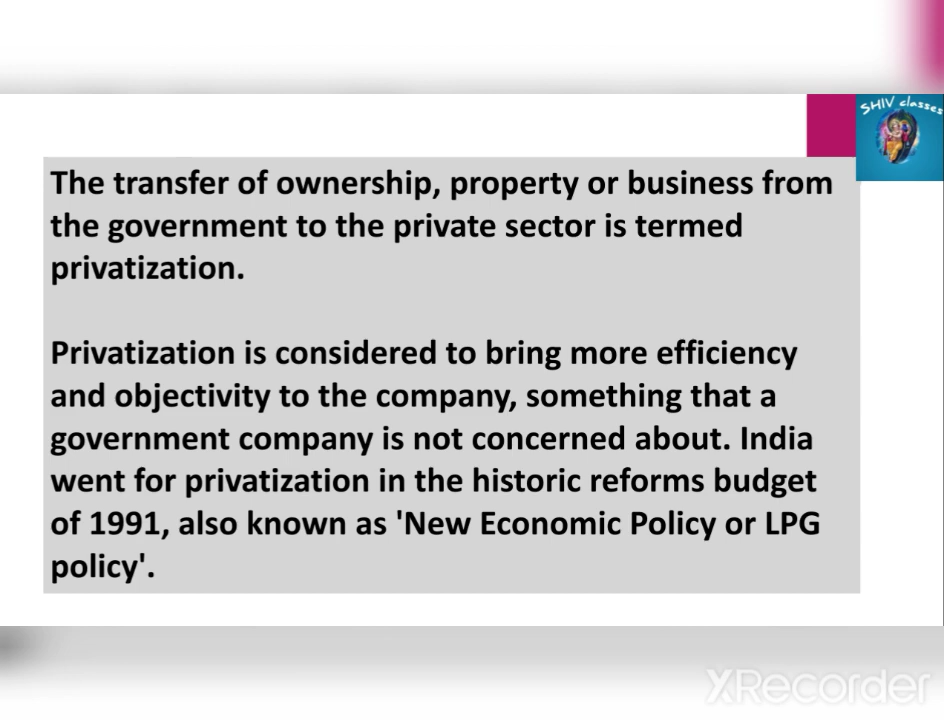 SHIV classes
The transfer of ownership, property or business from
the government to the private sector is termed
privatization.
Privatization is considered to bring more efficiency
and objectivity to the company, something that a
government company is not concerned about. India
went for privatization in the historic reforms budget
of 1991, also known as 'New Economic Policy or LPG
policy'.
XRecorder